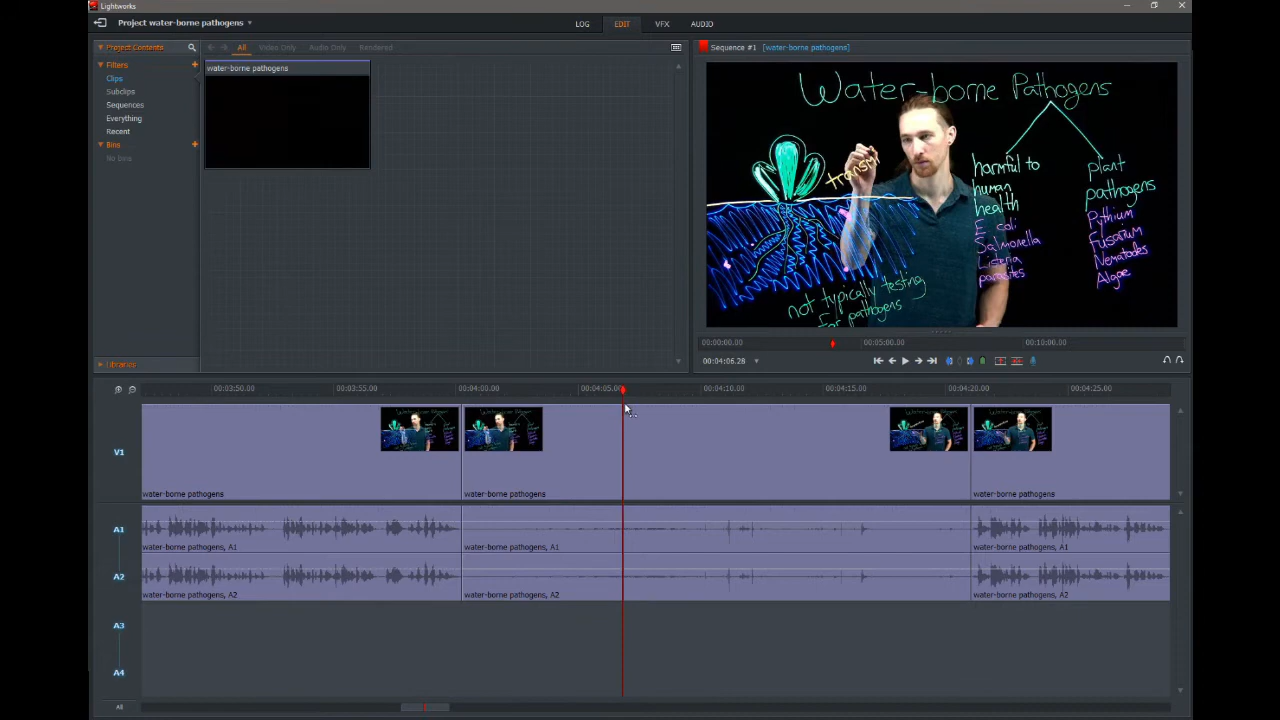 Lightworks
Project water-borne pathogens
LOG EDIT VFX AUDIO
Project Contents
Filters
Clips
Subclips
Sequences
Everything
Recent
Bins
No Bins
Libraries
All Video Only Audio Only Rendered
water-borne pathogens
Sequence #1 [water-borne pathogens]
Water-borne Pathogens
transmi
harmful to
human
health
E coli
Salmonella
Listeria
parasites
plant
pathogens
Pythium
Fusarum
Nematodes
Algae
not typically testing
for pathogens
00:00:00.00 00:05:00.00 00:10:00.00
00:04:06.28
00:03:50.00 00:03:55.00 00:04:00.00 00:04:05.00 00:04:10.00 00:04:15.00 00:04:20.00 00:04:25.00
V1
water-borne pathogens water-borne pathogens water-borne pathogens
A1
water-borne pathogens, A1 water-borne pathogens, A1 water-borne pathogens, A1
A2
water-borne pathogens, A2 water-borne pathogens, A2 water-borne pathogens, A2
A3
A4
All